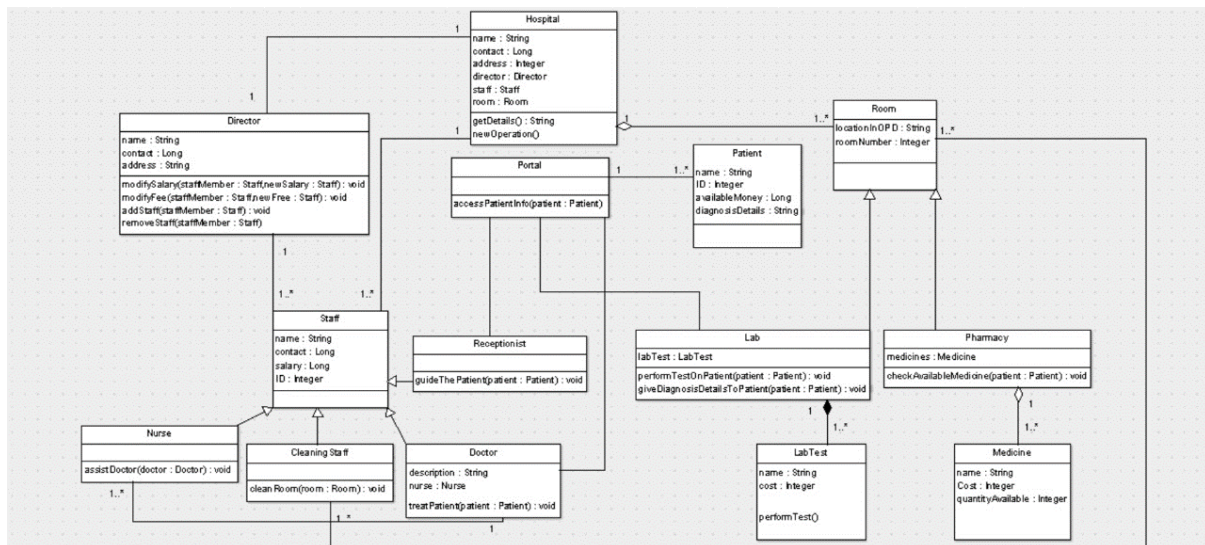 Hospital
name : String
contact : Long
address : Integer
director : Director
staff : Staff
room : Room
getDetails() : String
newOperation()
1
1
1
1..*
Director
name : String
contact : Long
address : String
modifySalary(staffMember : Staff,newSalary : Staff) : void
modifyFee(staffMember : Staff,newFree : Staff) : void
addStaff(staffMember : Staff) : void
removeStaff(staffMember : Staff)
1
1..*
1
1..*
Room
locationInOPD : String
roomNumber : Integer
1..*
Portal
accessPatientInfo(patient : Patient)
1
1..*
Patient
name : String
ID : Integer
availableMoney : Long
diagnosisDetails : String
Staff
name : String
contact : Long
salary : Long
ID : Integer
Receptionist
guideThePatient(patient : Patient) : void
Lab
labTest : LabTest
performTestOnPatient(patient : Patient) : void
giveDiagnosisDetailsToPatient(patient : Patient) : void
1
1..*
Pharmacy
medicines : Medicine
checkAvailableMedicine(patient : Patient) : void
1
1..*
Nurse
assistDoctor(doctor : Doctor) : void
1..*
Cleaning Staff
cleanRoom(room : Room) : void
1..*
Doctor
description : String
nurse : Nurse
treatPatient(patient : Patient) : void
1
LabTest
name : String
cost : Integer
performTest()
Medicine
name : String
Cost : Integer
quantityAvailable : Integer